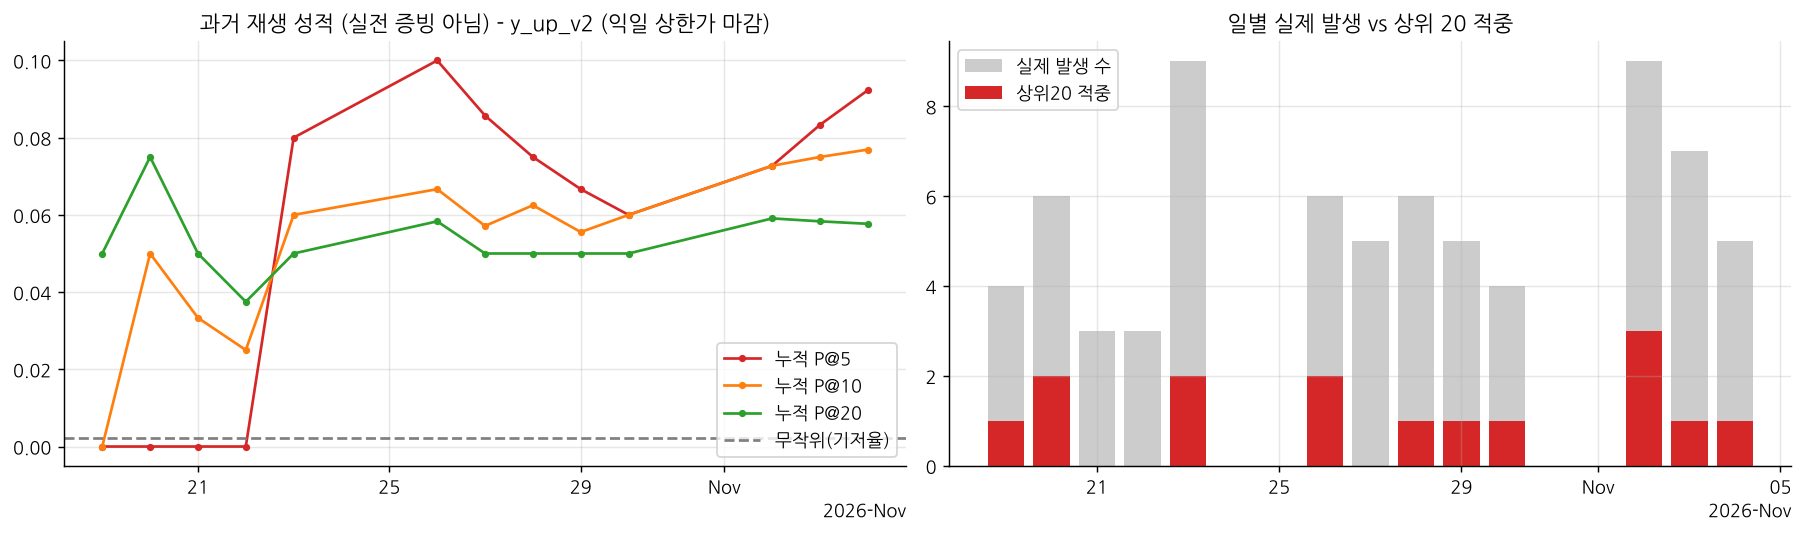 과거 재생 성적 (실전 증빙 아님) - y_up_v2 (익일 상한가 마감)
0.10
0.08
0.06
0.04
0.02
0.00
누적 P@5
누적 P@10
누적 P@20
무작위(기저율)
21
25
29
Nov
2026-Nov
일별 실제 발생 vs 상위 20 적중
실제 발생 수
상위20 적중
8
6
4
2
0
21
25
29
Nov
05
2026-Nov